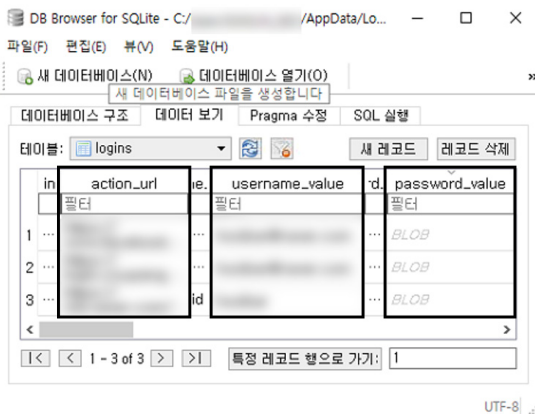 DB Browser for SQLite - C:/ /AppData/Lo...
파일(F) 편집(E) 뷰(V) 도움말(H)
새 데이터베이스(N) 데이터베이스 열기(O) »
새 데이터베이스 파일을 생성합니다
데이터베이스 구조 데이터 보기 Pragma 수정 SQL 실행
테이블: logins 새 레코드 레코드 삭제
in action_url ie. username_value rd. password_value
필터 필터 필터
1 ... ... ... BLOB
2 ... ... ... BLOB
3 ... id ... BLOB
|< < 1 - 3 of 3 > >| 특정 레코드 행으로 가기: 1
UTF-8